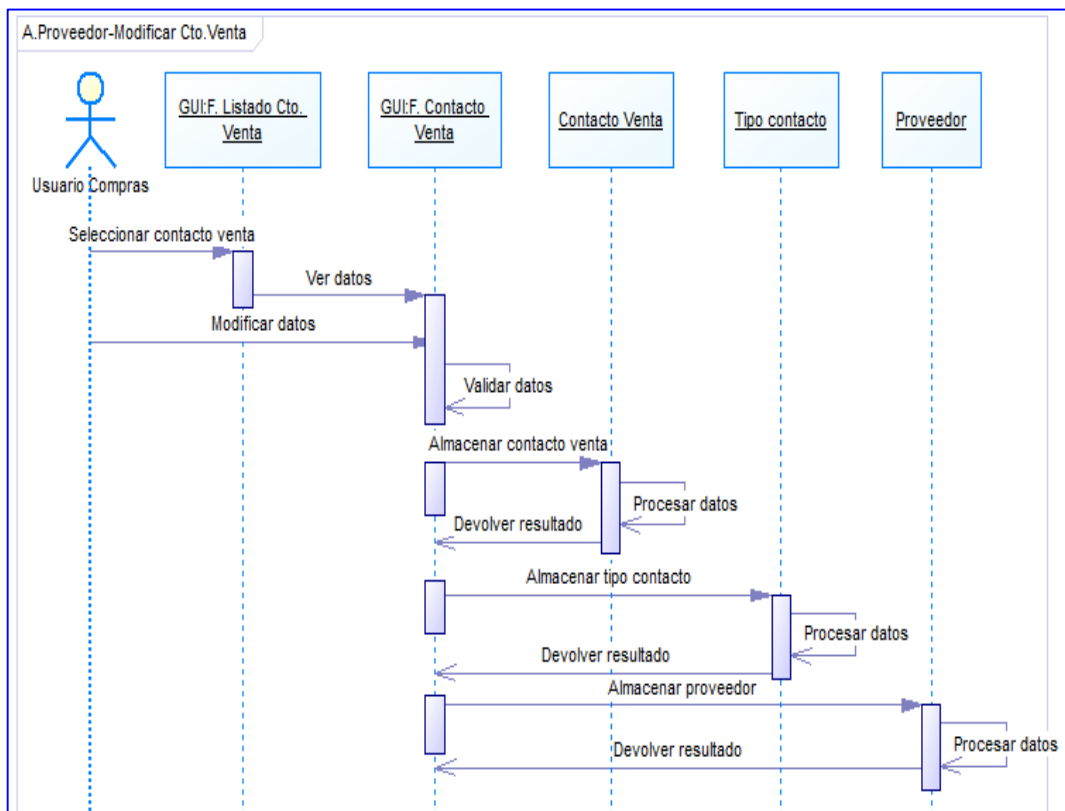 A.Proveedor-Modificar Cto.Venta
GUI:F. Listado Cto.
Venta
GUI:F. Contacto
Venta
Contacto Venta
Tipo contacto
Proveedor
Usuario Compras
Seleccionar contacto venta
Ver datos
Modificar datos
Validar datos
Almacenar contacto venta
Procesar datos
Devolver resultado
Almacenar tipo contacto
Procesar datos
Devolver resultado
Almacenar proveedor
Procesar datos
Devolver resultado